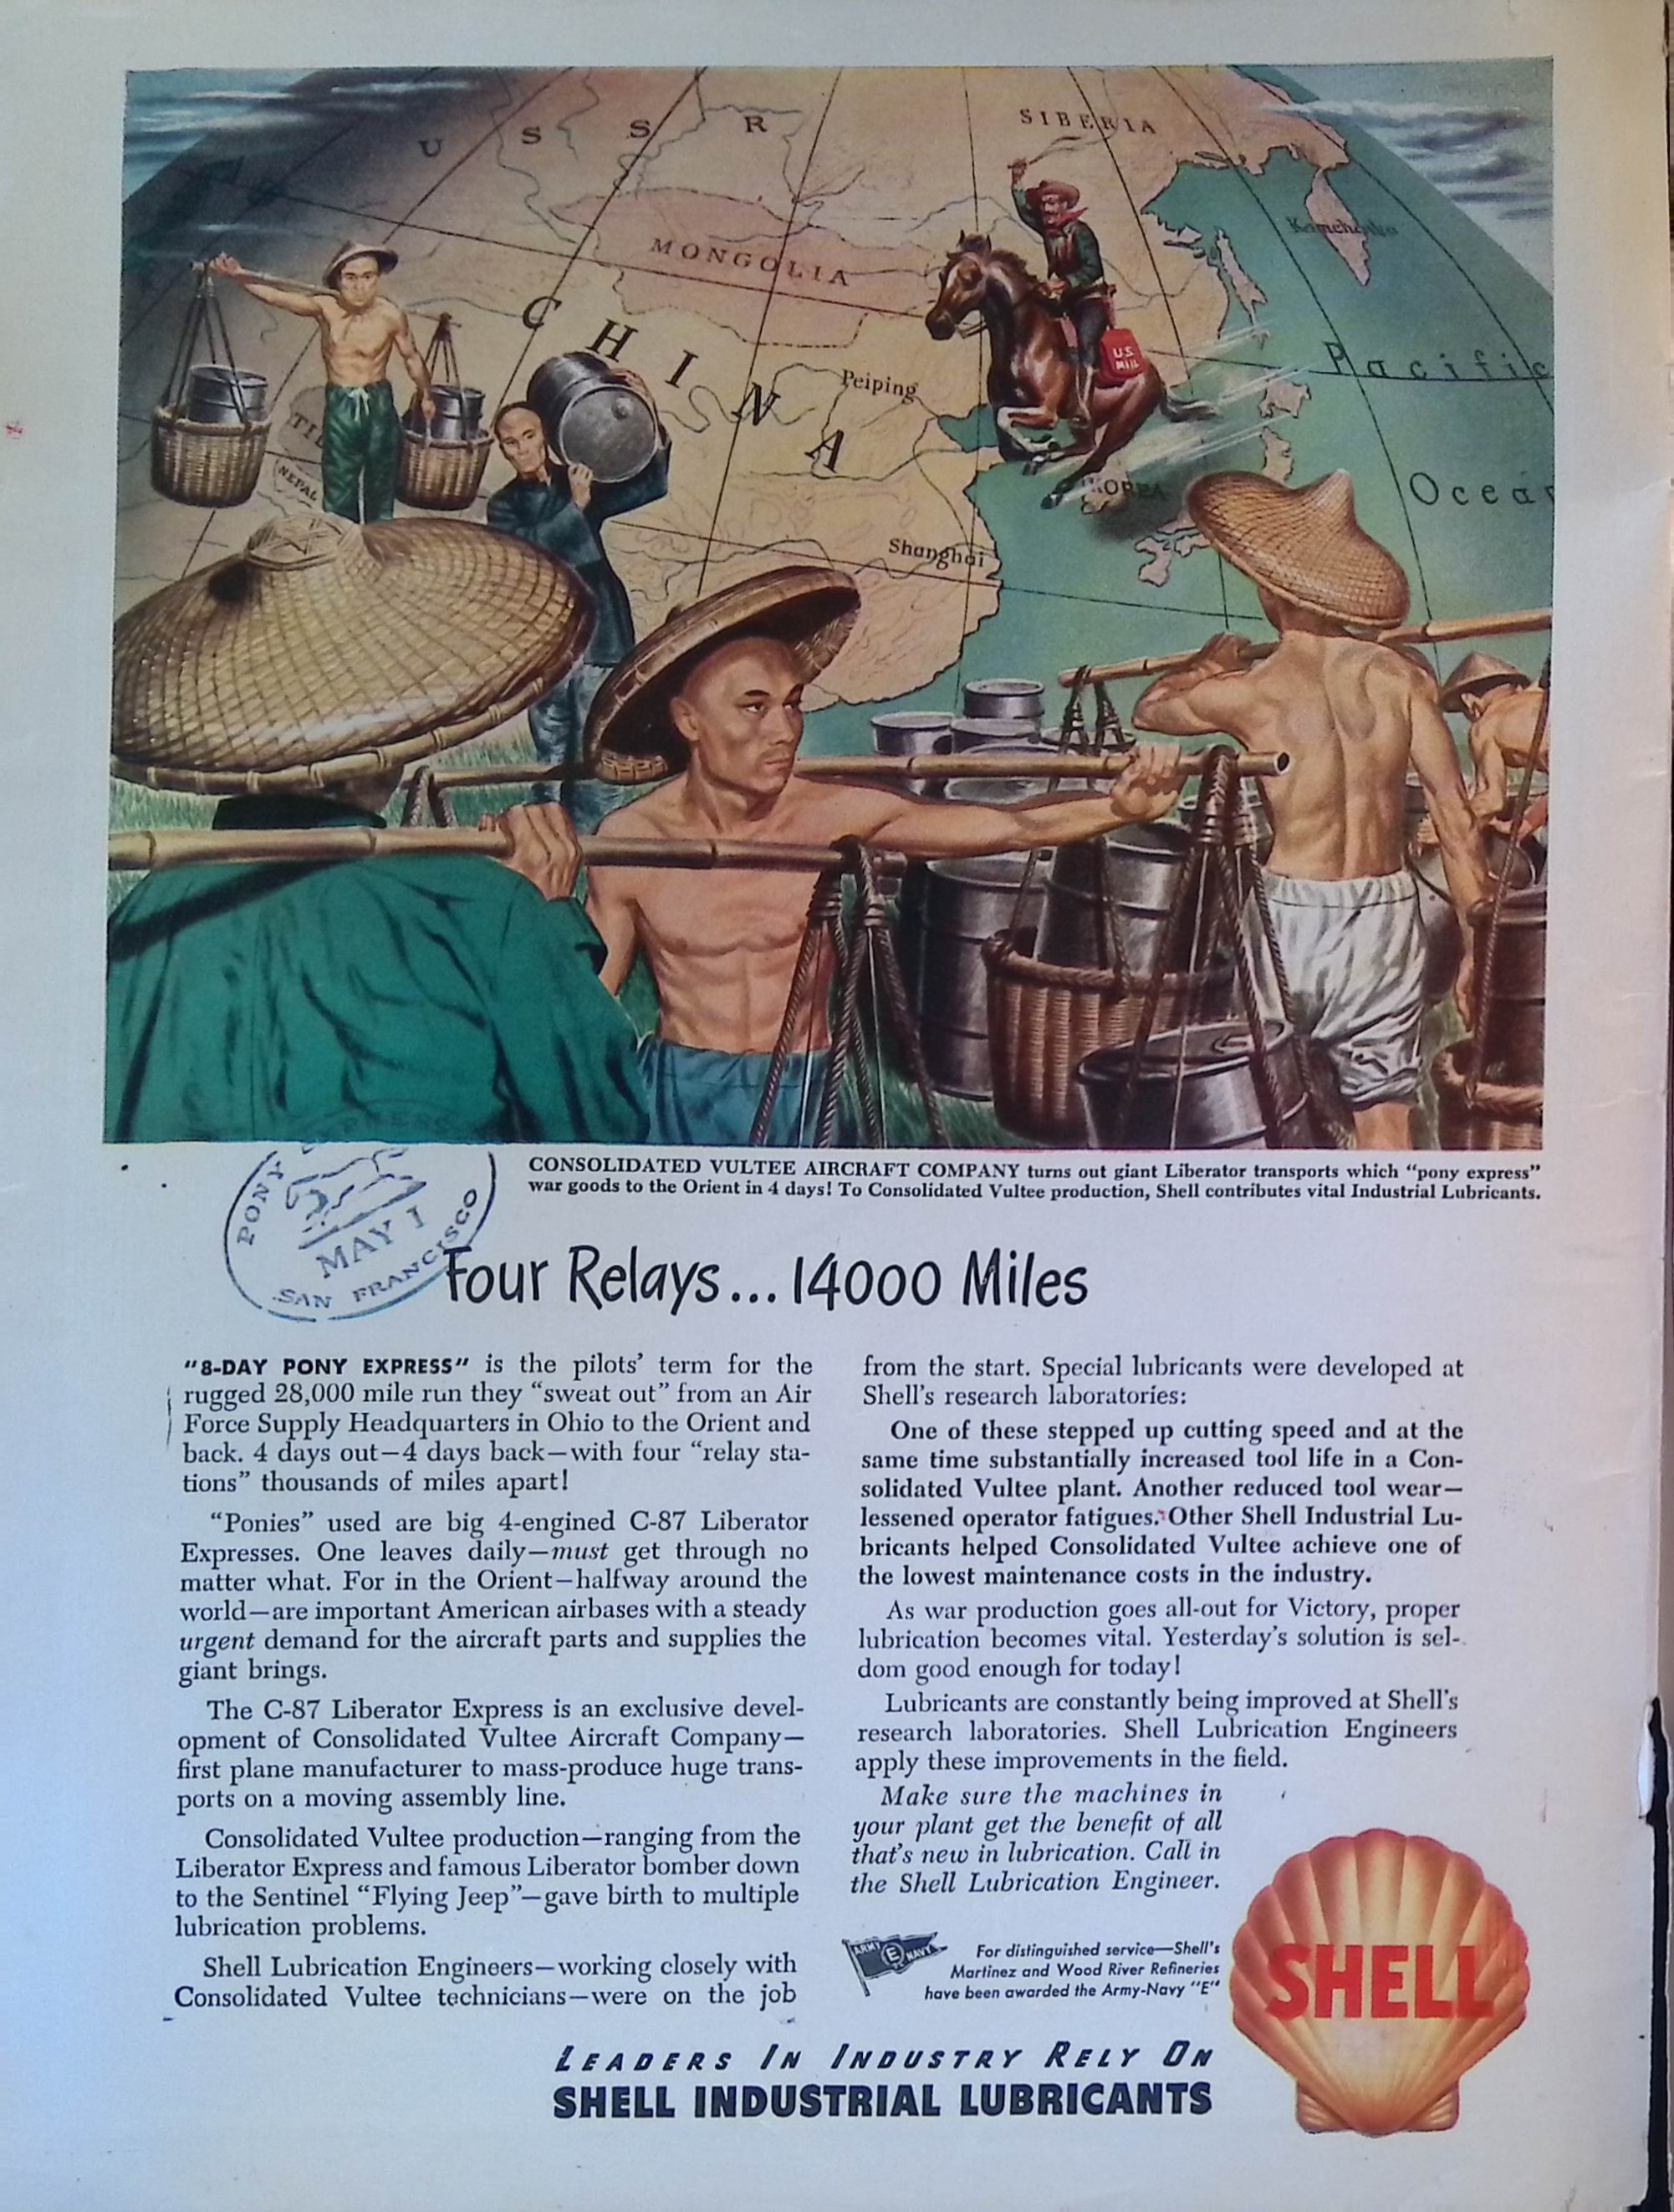 U S S R
SIBERIA
MONGOLIA
Kamchatka
CHINA
U.S.
MAIL
Pacific
Peiping
NEPAL
KOREA
Ocean
Shanghai
CONSOLIDATED VULTEE AIRCRAFT COMPANY turns out giant Liberator transports which “pony express”
war goods to the Orient in 4 days! To Consolidated Vultee production, Shell contributes vital Industrial Lubricants.
PONY EXPRESS
MAY 1
SAN FRANCISCO
Four Relays... 14000 Miles
“8-DAY PONY EXPRESS” is the pilots’ term for the
rugged 28,000 mile run they “sweat out” from an Air
Force Supply Headquarters in Ohio to the Orient and
back. 4 days out—4 days back—with four “relay sta-
tions” thousands of miles apart!
“Ponies” used are big 4-engined C-87 Liberator
Expresses. One leaves daily—must get through no
matter what. For in the Orient—halfway around the
world—are important American airbases with a steady
urgent demand for the aircraft parts and supplies the
giant brings.
The C-87 Liberator Express is an exclusive devel-
opment of Consolidated Vultee Aircraft Company—
first plane manufacturer to mass-produce huge trans-
ports on a moving assembly line.
Consolidated Vultee production—ranging from the
Liberator Express and famous Liberator bomber down
to the Sentinel “Flying Jeep”—gave birth to multiple
lubrication problems.
Shell Lubrication Engineers—working closely with
Consolidated Vultee technicians—were on the job
from the start. Special lubricants were developed at
Shell’s research laboratories:
One of these stepped up cutting speed and at the
same time substantially increased tool life in a Con-
solidated Vultee plant. Another reduced tool wear—
lessened operator fatigues. Other Shell Industrial Lu-
bricants helped Consolidated Vultee achieve one of
the lowest maintenance costs in the industry.
As war production goes all-out for Victory, proper
lubrication becomes vital. Yesterday’s solution is sel-
dom good enough for today!
Lubricants are constantly being improved at Shell’s
research laboratories. Shell Lubrication Engineers
apply these improvements in the field.
Make sure the machines in
your plant get the benefit of all
that’s new in lubrication. Call in
the Shell Lubrication Engineer.
ARMY E NAVY
For distinguished service—Shell’s
Martinez and Wood River Refineries
have been awarded the Army-Navy “E”
SHELL
LEADERS IN INDUSTRY RELY ON
SHELL INDUSTRIAL LUBRICANTS